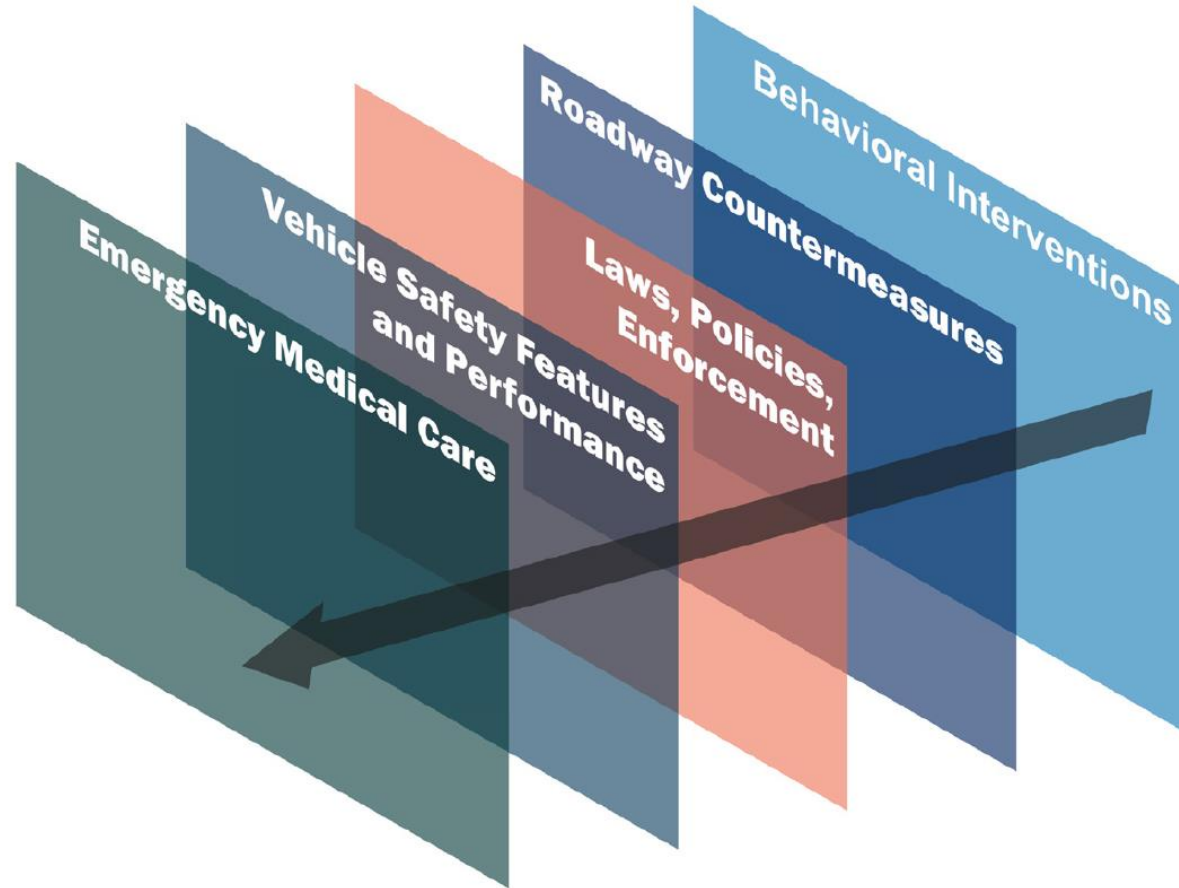 Behavioral Interventions
Roadway Countermeasures
Laws, Policies,
Enforcement
Vehicle Safety Features
and Performance
Emergency Medical Care